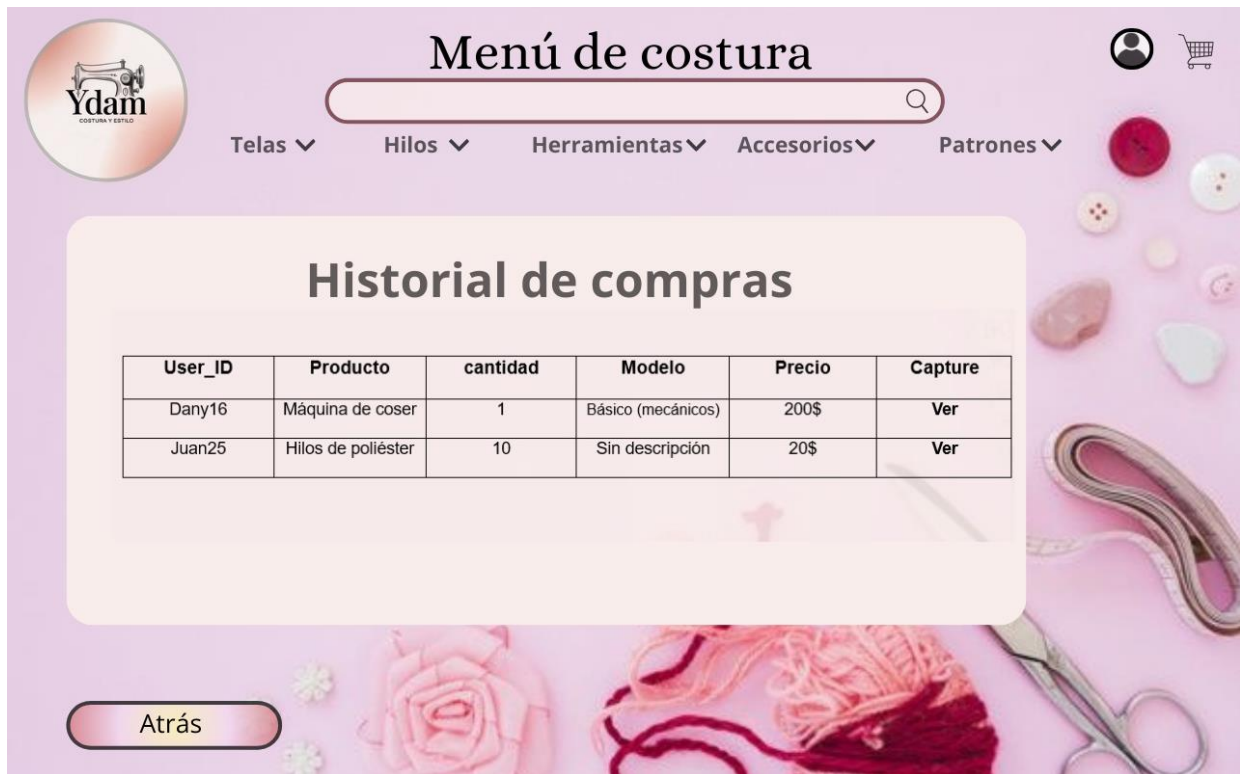 Menú de costura
Ydam
COSTURA Y ESTILO
Telas Hilos Herramientas Accesorios Patrones
Historial de compras
User_ID Producto cantidad Modelo Precio Capture
Dany16 Máquina de coser 1 Básico (mecánicos) 200$ Ver
Juan25 Hilos de poliéster 10 Sin descripción 20$ Ver
Atrás